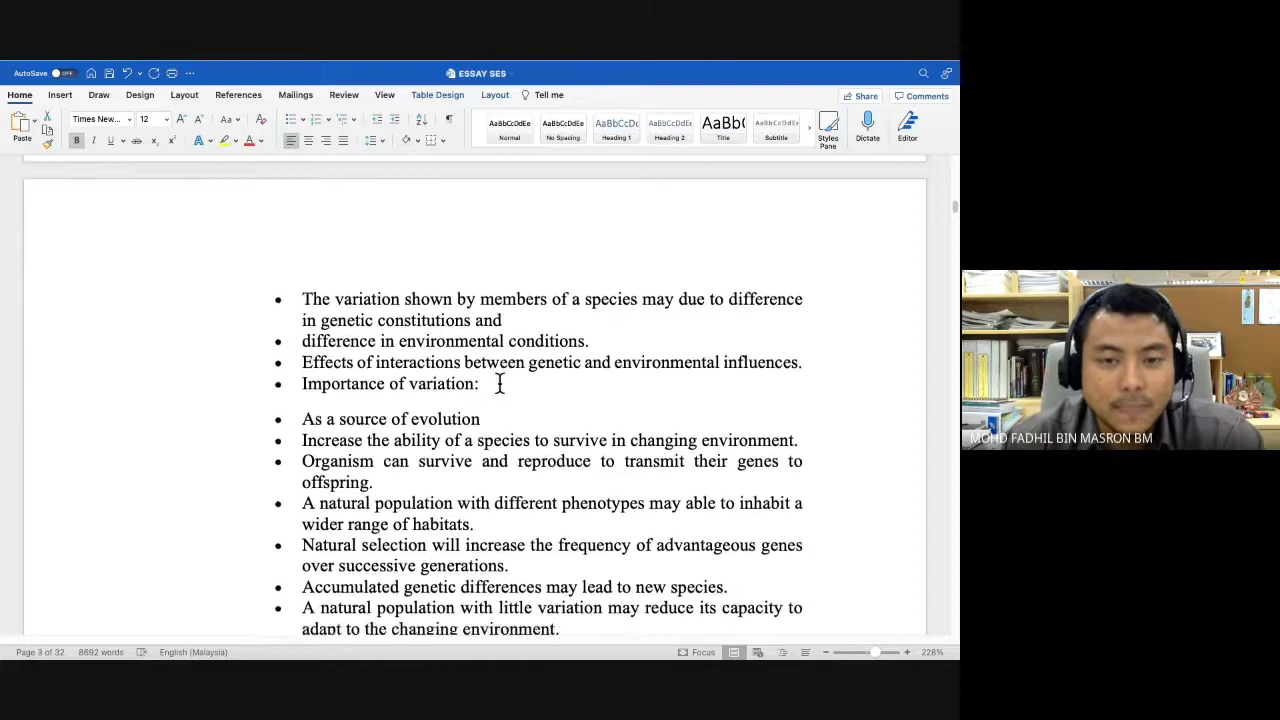 AutoSave OFF
ESSAY SES
Home Insert Draw Design Layout References Mailings Review View Table Design Layout Tell me
Share Comments
Times New... 12 Aa
Paste
AaBbCcDdEe AaBbCcDdEe AaBbCcDc AaBbCcDdEe AaBb( AaBbCcDdEe
Normal No Spacing Heading 1 Heading 2 Title Subtitle
Styles Pane Dictate Editor
• The variation shown by members of a species may due to difference
in genetic constitutions and
• difference in environmental conditions.
• Effects of interactions between genetic and environmental influences.
• Importance of variation:
• As a source of evolution
• Increase the ability of a species to survive in changing environment.
• Organism can survive and reproduce to transmit their genes to
offspring.
• A natural population with different phenotypes may able to inhabit a
wider range of habitats.
• Natural selection will increase the frequency of advantageous genes
over successive generations.
• Accumulated genetic differences may lead to new species.
• A natural population with little variation may reduce its capacity to
adapt to the changing environment.
MOHD FADHIL BIN MASRON BM
Page 3 of 32 8692 words English (Malaysia) Focus 228%